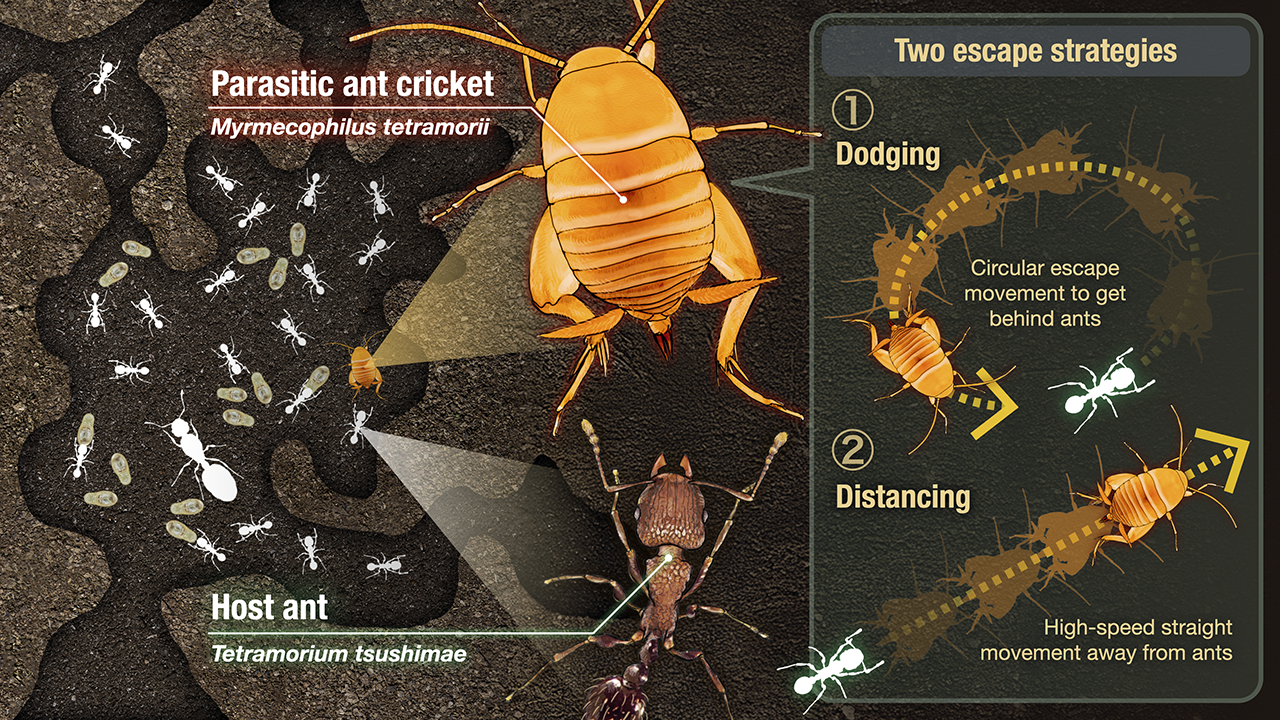 Parasitic ant cricket
Myrmecophilus tetramorii
Host ant
Tetramorium tsushimae
Two escape strategies
1
Dodging
Circular escape
movement to get
behind ants
2
Distancing
High-speed straight
movement away from ants